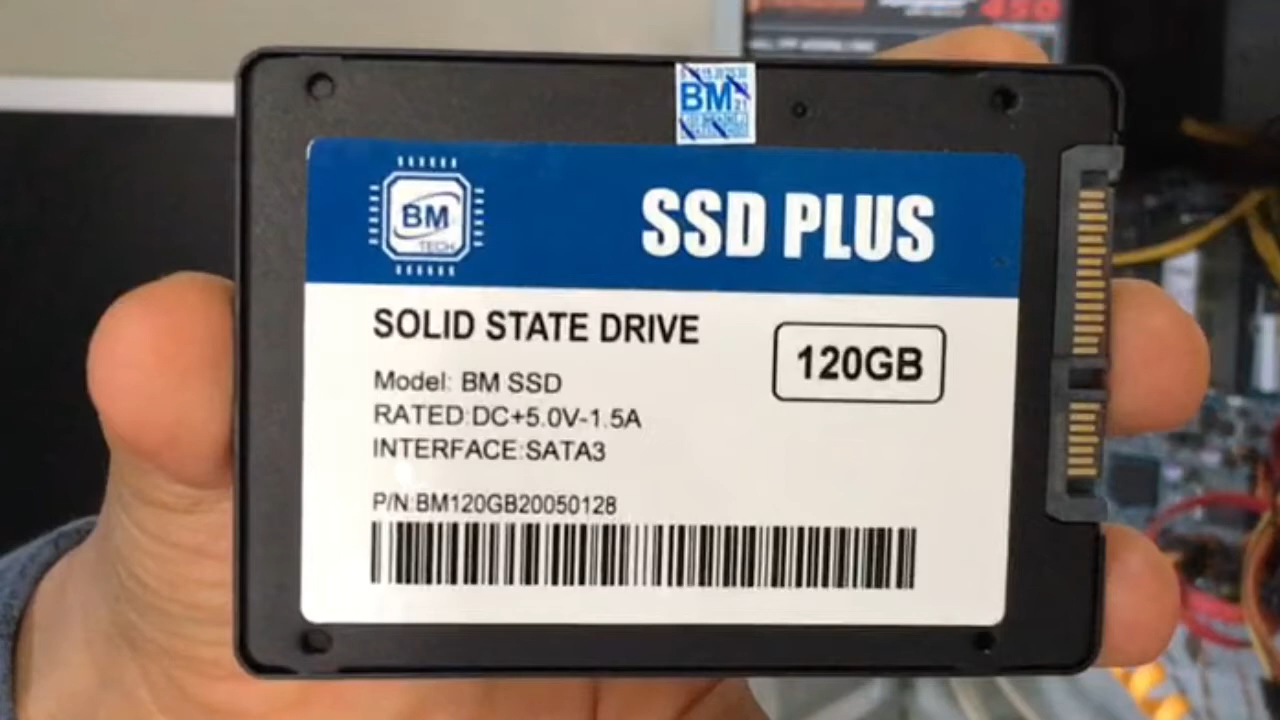 450
BM
BM
TECH
SSD PLUS
SOLID STATE DRIVE
120GB
Model: BM SSD
RATED:DC+5.0V-1.5A
INTERFACE:SATA3
P/N:BM120GB20050128